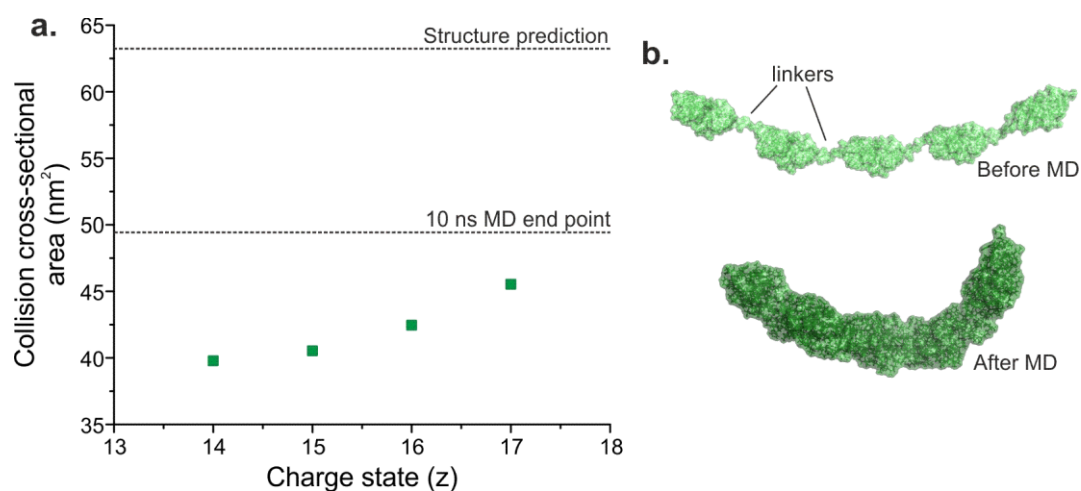 a.
65
60
55
50
45
40
35
Collision cross-sectional
area (nm²)
Structure prediction
10 ns MD end point
13
14
15
16
17
18
Charge state (z)
b.
linkers
Before MD
After MD